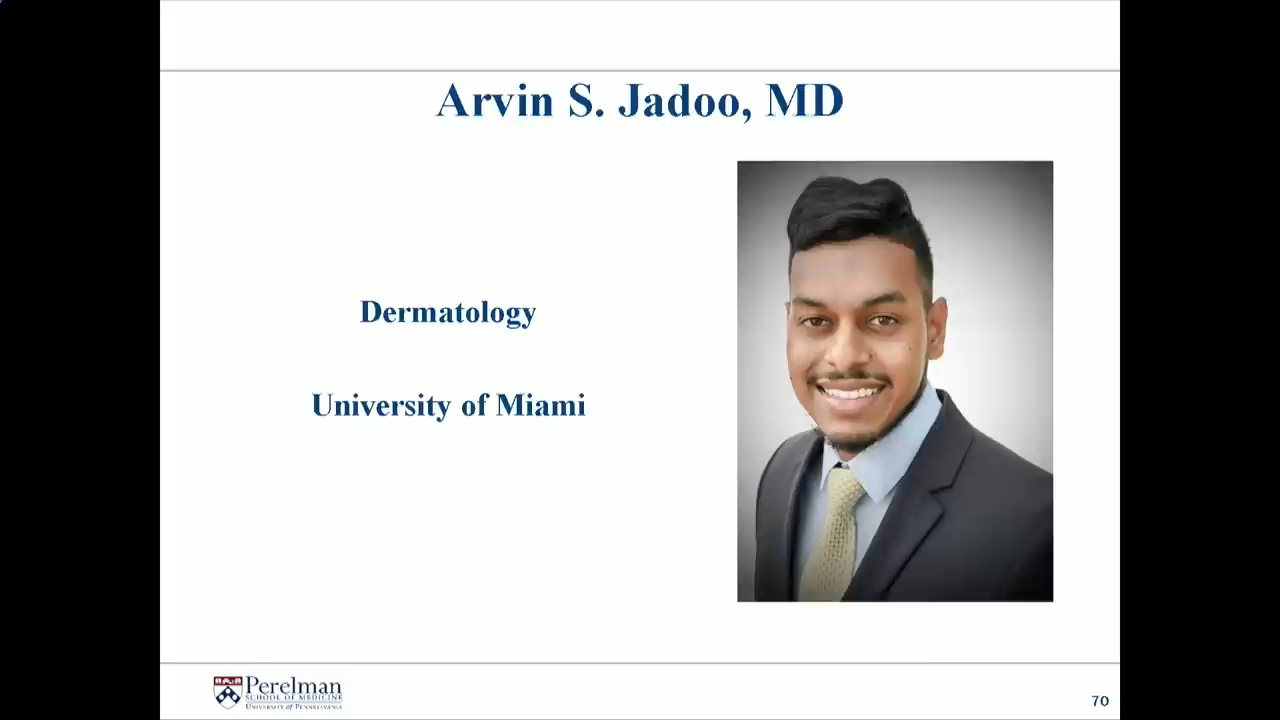 Arvin S. Jadoo, MD
Dermatology
University of Miami
Perelman
SCHOOL OF MEDICINE
UNIVERSITY of PENNSYLVANIA
70